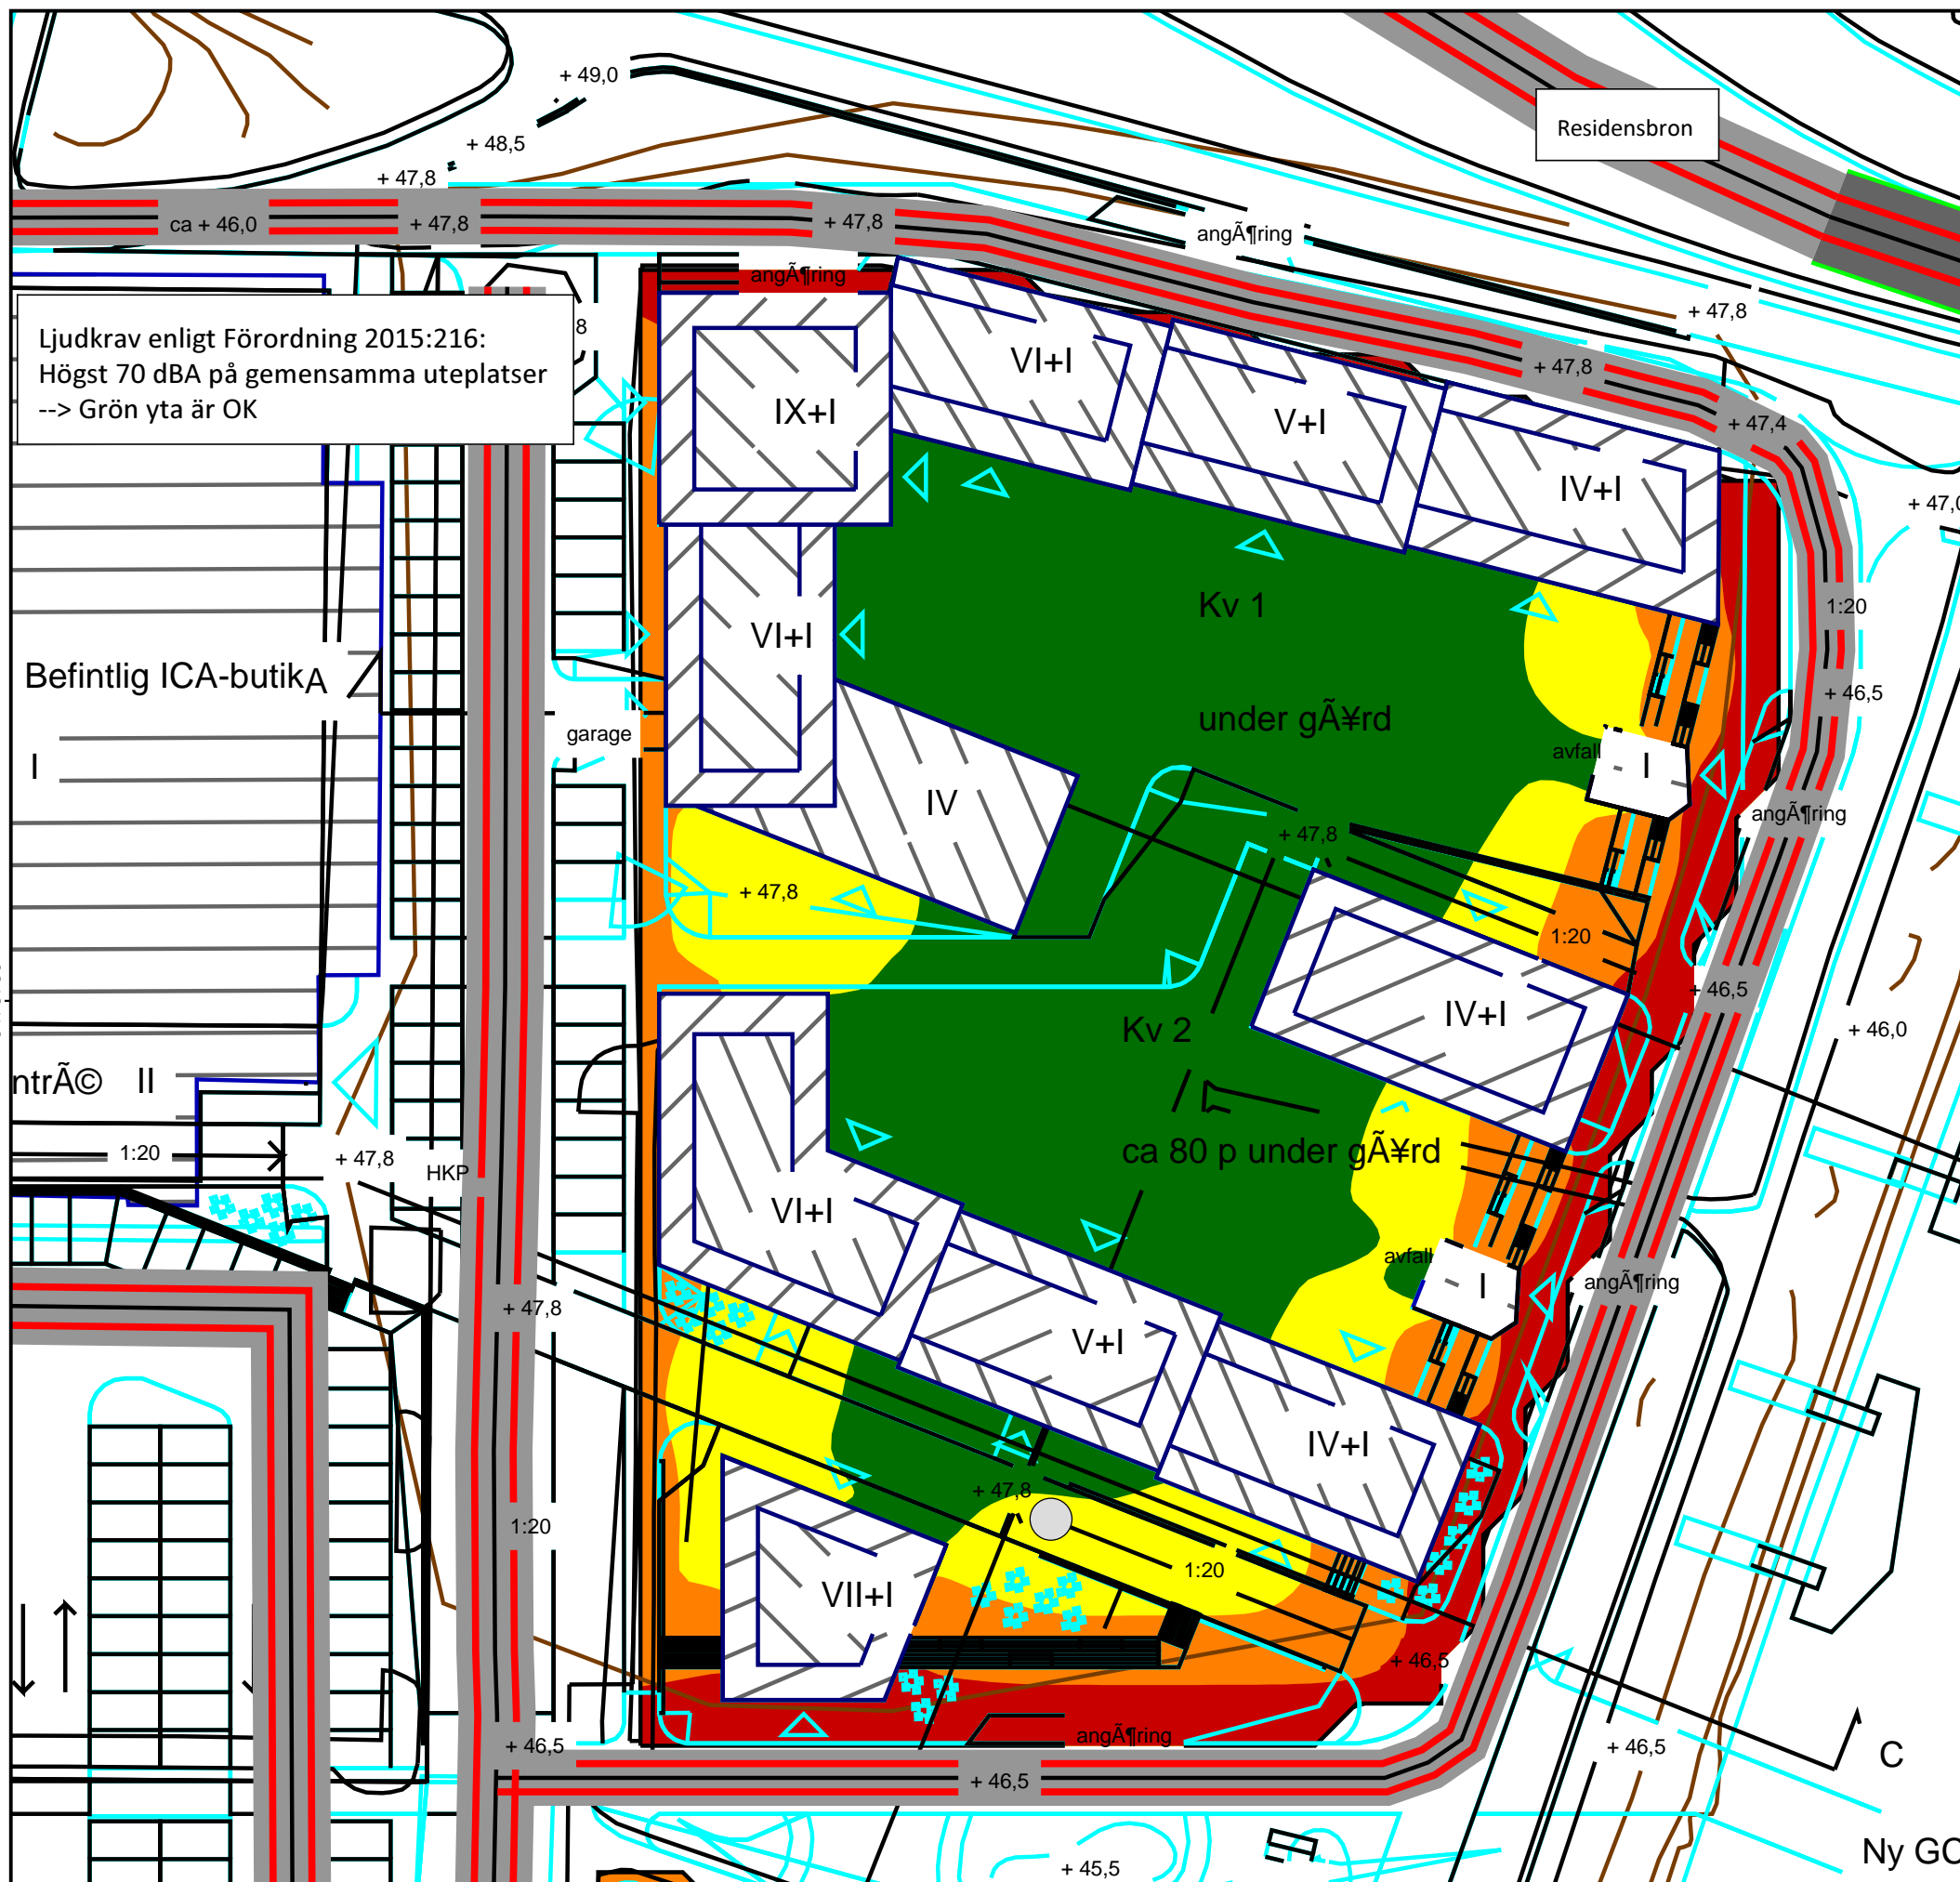 + 49,0
+ 48,5
+ 47,8
Residensbron
ca + 46,0
+ 47,8
+ 47,8
angÃ¶ring
angÃ¶ring
+ 47,8
Ljudkrav enligt Förordning 2015:216:
Högst 70 dBA på gemensamma uteplatser
--> Grön yta är OK
8
VI+I
+ 47,8
IX+I
V+I
+ 47,4
IV+I
+ 47,0
Kv 1
1:20
VI+I
Befintlig ICA-butik
A
+ 46,5
under gÃ¥rd
garage
avfall
I
I
IV
angÃ¶ring
+ 47,8
+ 47,8
1:20
+ 46,5
IV+I
+ 46,0
Kv 2
ntrÃ©
II
1:20
+ 47,8
HKP
ca 80 p under gÃ¥rd
VI+I
avfall
I
angÃ¶ring
+ 47,8
V+I
IV+I
+ 47,8
1:20
1:20
VII+I
+ 46,5
angÃ¶ring
+ 46,5
+ 46,5
C
+ 46,5
Ny GC
+ 45,5